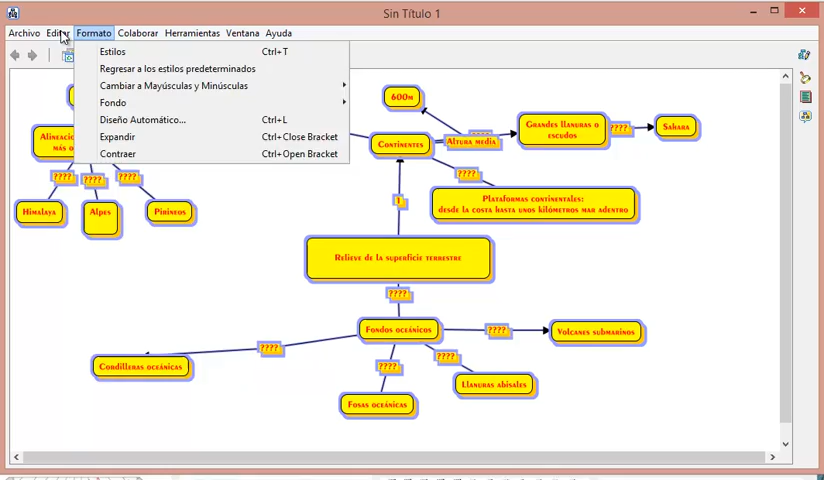 Sin Título 1
Archivo Editar Formato Colaborar Herramientas Ventana Ayuda
Estilos Ctrl+T
Regresar a los estilos predeterminados
Cambiar a Mayúsculas y Minúsculas
Fondo
Diseño Automático... Ctrl+L
Expandir Ctrl+Close Bracket
Contraer Ctrl+Open Bracket
600m
Continentes
Altura media
Grandes llanuras o
escudos
????
Sahara
????
Plataformas continentales:
desde la costa hasta unos kilómetros mar adentro
????
????
????
Himalaya
Alpes
Pirineos
1
Relieve de la superficie terrestre
????
Fondos oceánicos
????
Volcanes submarinos
????
Cordilleras oceánicas
????
????
Llanuras abisales
Fosas oceánicas